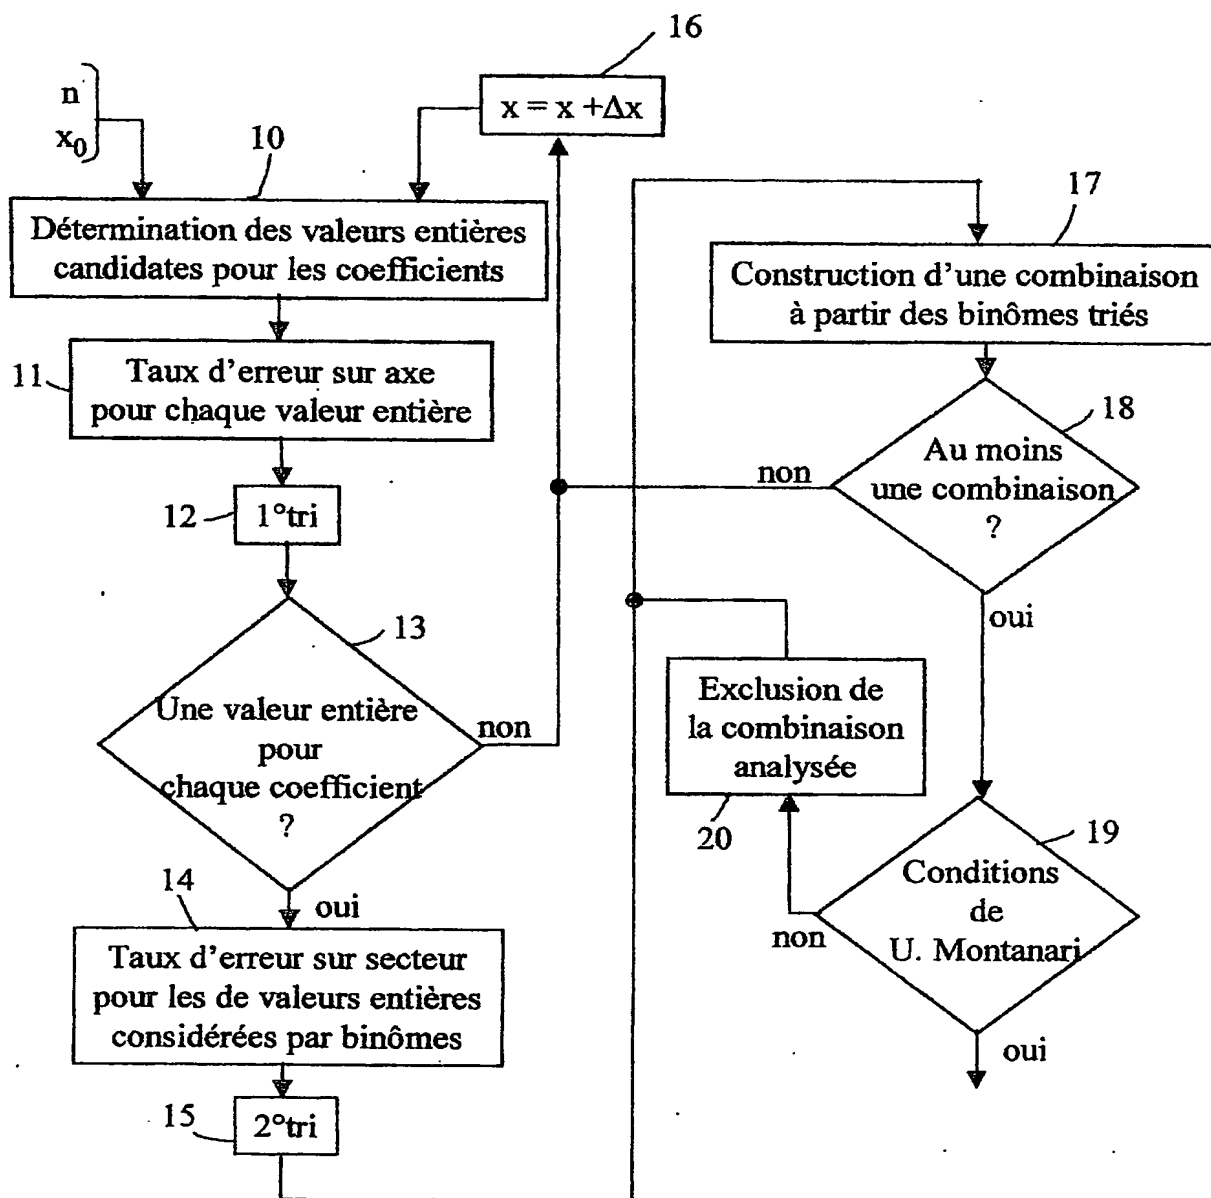 n
x0
16
x = x +Δx
10
Détermination des valeurs entières
candidates pour les coefficients
11
Taux d'erreur sur axe
pour chaque valeur entière
12
1°tri
13
Une valeur entière
pour
chaque coefficient
?
non
oui
14
Taux d'erreur sur secteur
pour les de valeurs entières
considérées par binômes
15
2°tri
17
Construction d'une combinaison
à partir des binômes triés
18
Au moins
une combinaison
?
non
oui
Exclusion de
la combinaison
analysée
20
19
Conditions
de
U. Montanari
non
oui